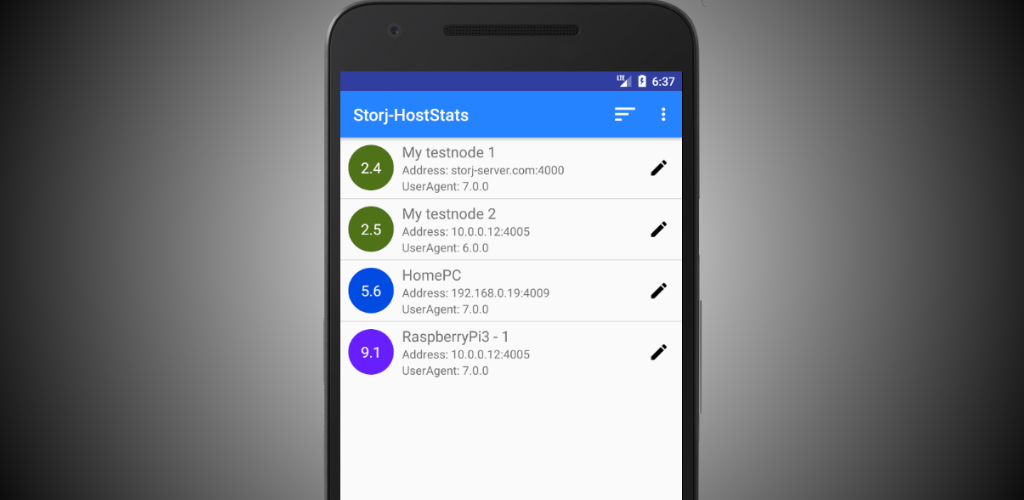 LTE 6:37
Storj-HostStats
2.4
My testnode 1
Address: storj-server.com:4000
UserAgent: 7.0.0
2.5
My testnode 2
Address: 10.0.0.12:4005
UserAgent: 6.0.0
5.6
HomePC
Address: 192.168.0.19:4009
UserAgent: 7.0.0
9.1
RaspberryPi3 - 1
Address: 10.0.0.12:4005
UserAgent: 7.0.0